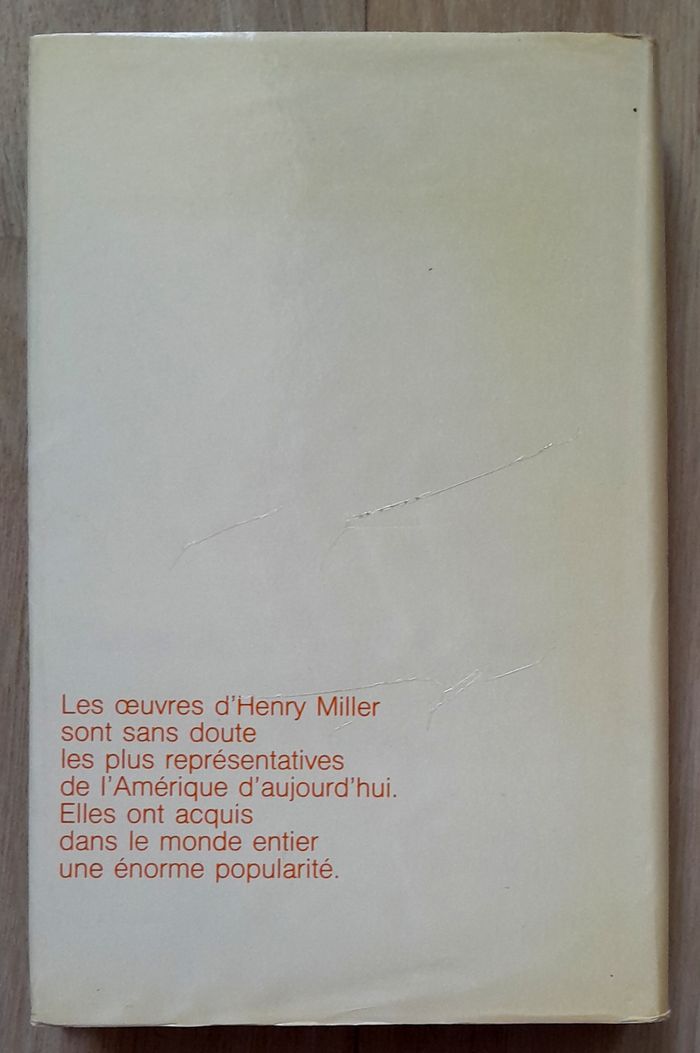 Les œuvres d'Henry Miller
sont sans doute
les plus représentatives
de l'Amérique d'aujourd'hui.
Elles ont acquis
dans le monde entier
une énorme popularité.